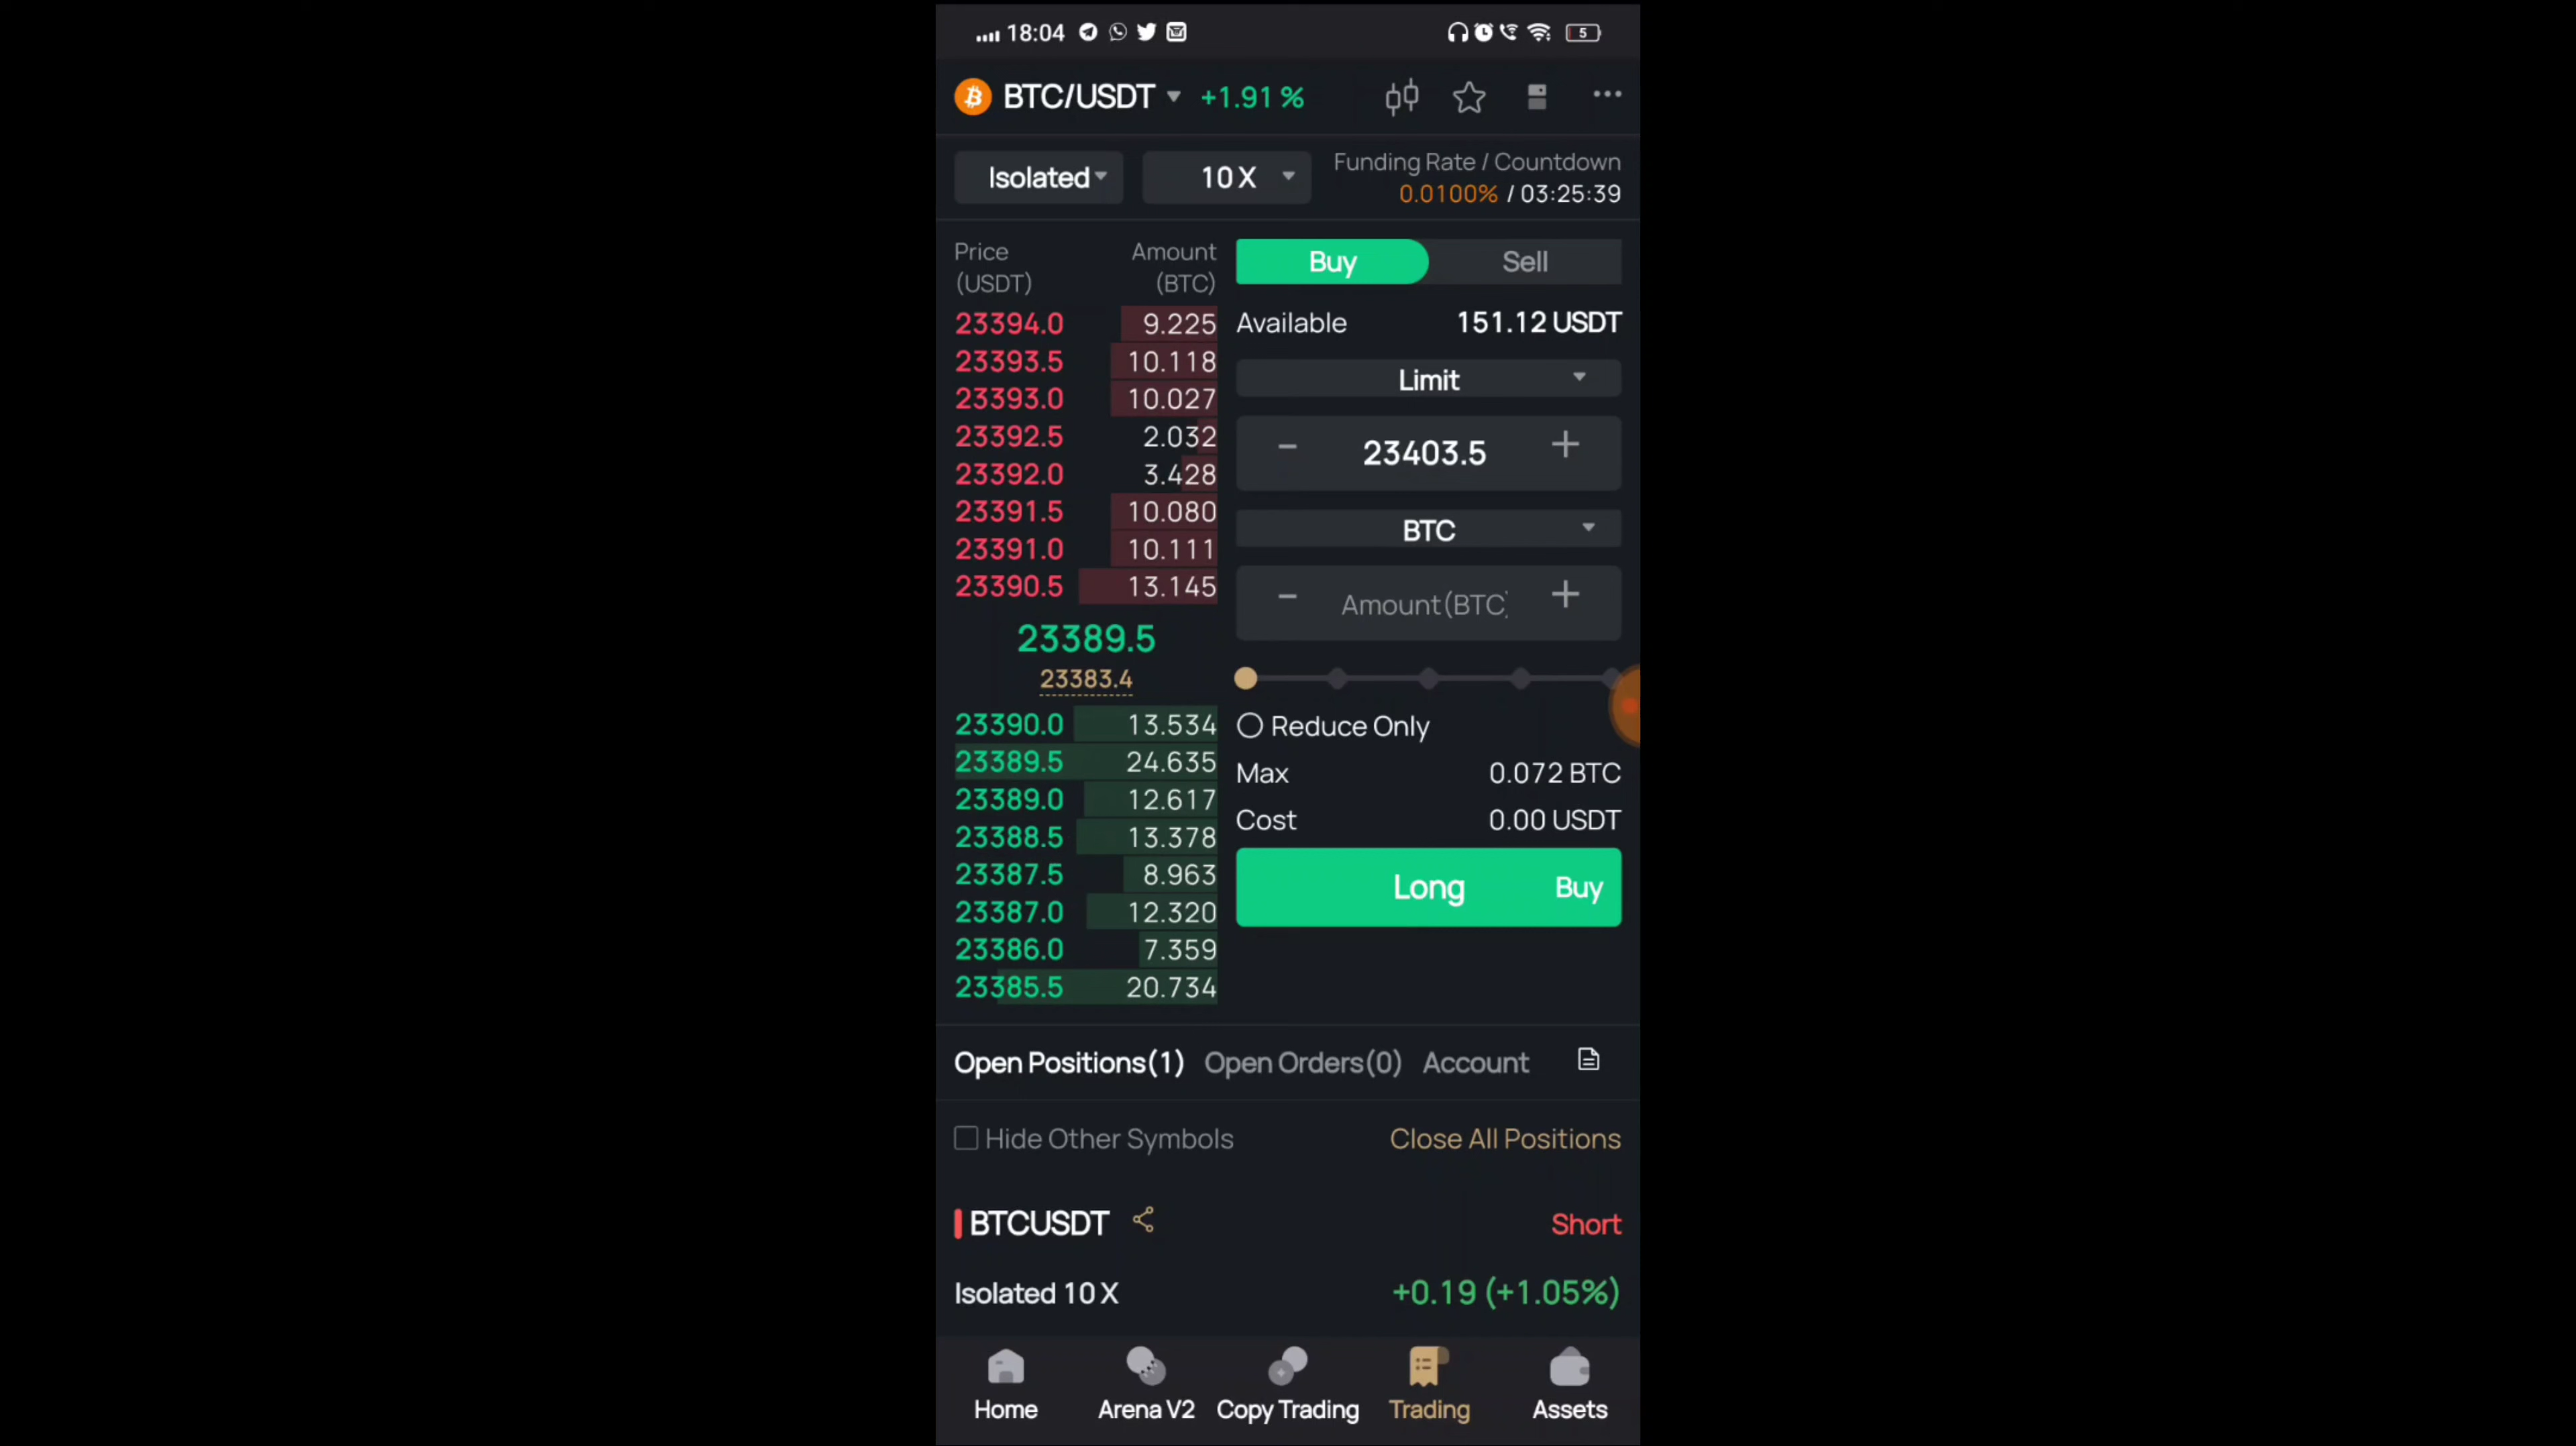 18:04
5
BTC/USDT +1.91 %
Isolated 10 X
Funding Rate / Countdown
0.0100% / 03:25:39
Price Amount
(USDT) (BTC)
23394.0 9.225
23393.5 10.118
23393.0 10.027
23392.5 2.032
23392.0 3.428
23391.5 10.080
23391.0 10.111
23390.5 13.145
23389.5
23383.4
23390.0 13.534
23389.5 24.635
23389.0 12.617
23388.5 13.378
23387.5 8.963
23387.0 12.320
23386.0 7.359
23385.5 20.734
Buy Sell
Available 151.12 USDT
Limit
− 23403.5 +
BTC
− Amount(BTC) +
Reduce Only
Max 0.072 BTC
Cost 0.00 USDT
Long Buy
Open Positions(1) Open Orders(0) Account
Hide Other Symbols Close All Positions
BTCUSDT Short
Isolated 10 X +0.19 (+1.05%)
Home Arena V2 Copy Trading Trading Assets